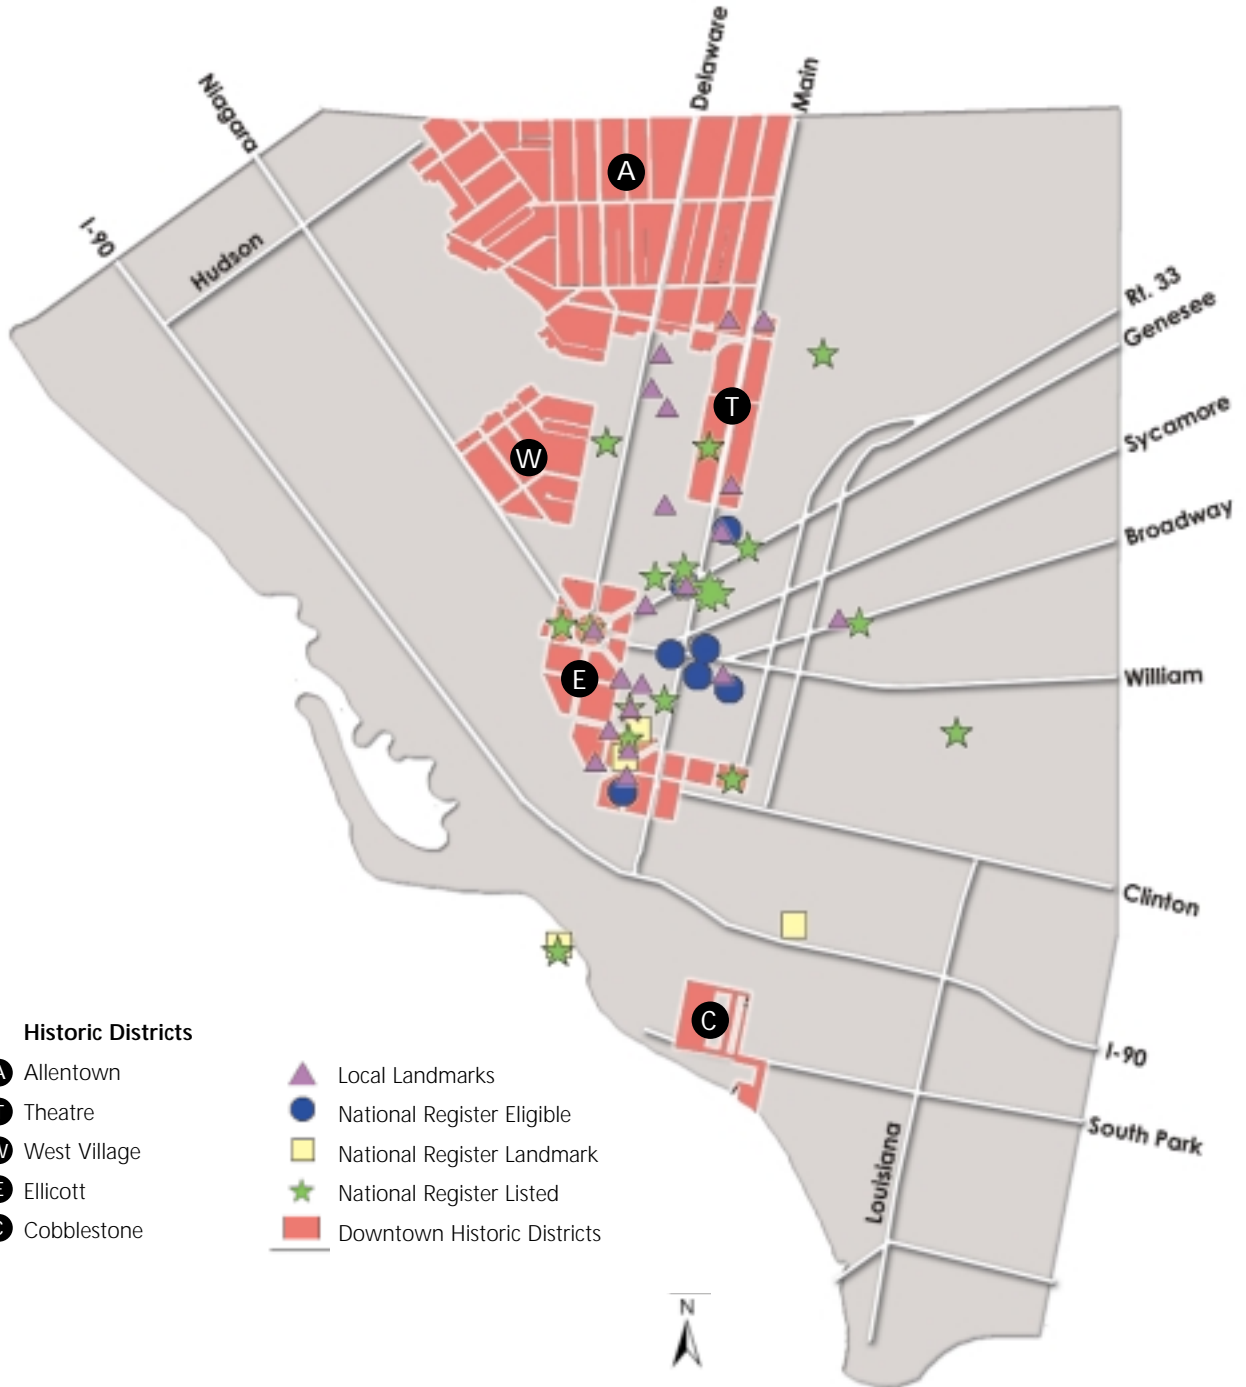 Delaware
Main
Niagara
I-90
Hudson
A
Rt. 33
Genesee
T
Sycamore
W
Broadway
E
William
Clinton
C
I-90
South Park
Louisiana
Historic Districts
A Allentown
T Theatre
W West Village
E Ellicott
C Cobblestone
Local Landmarks
National Register Eligible
National Register Landmark
National Register Listed
Downtown Historic Districts
N